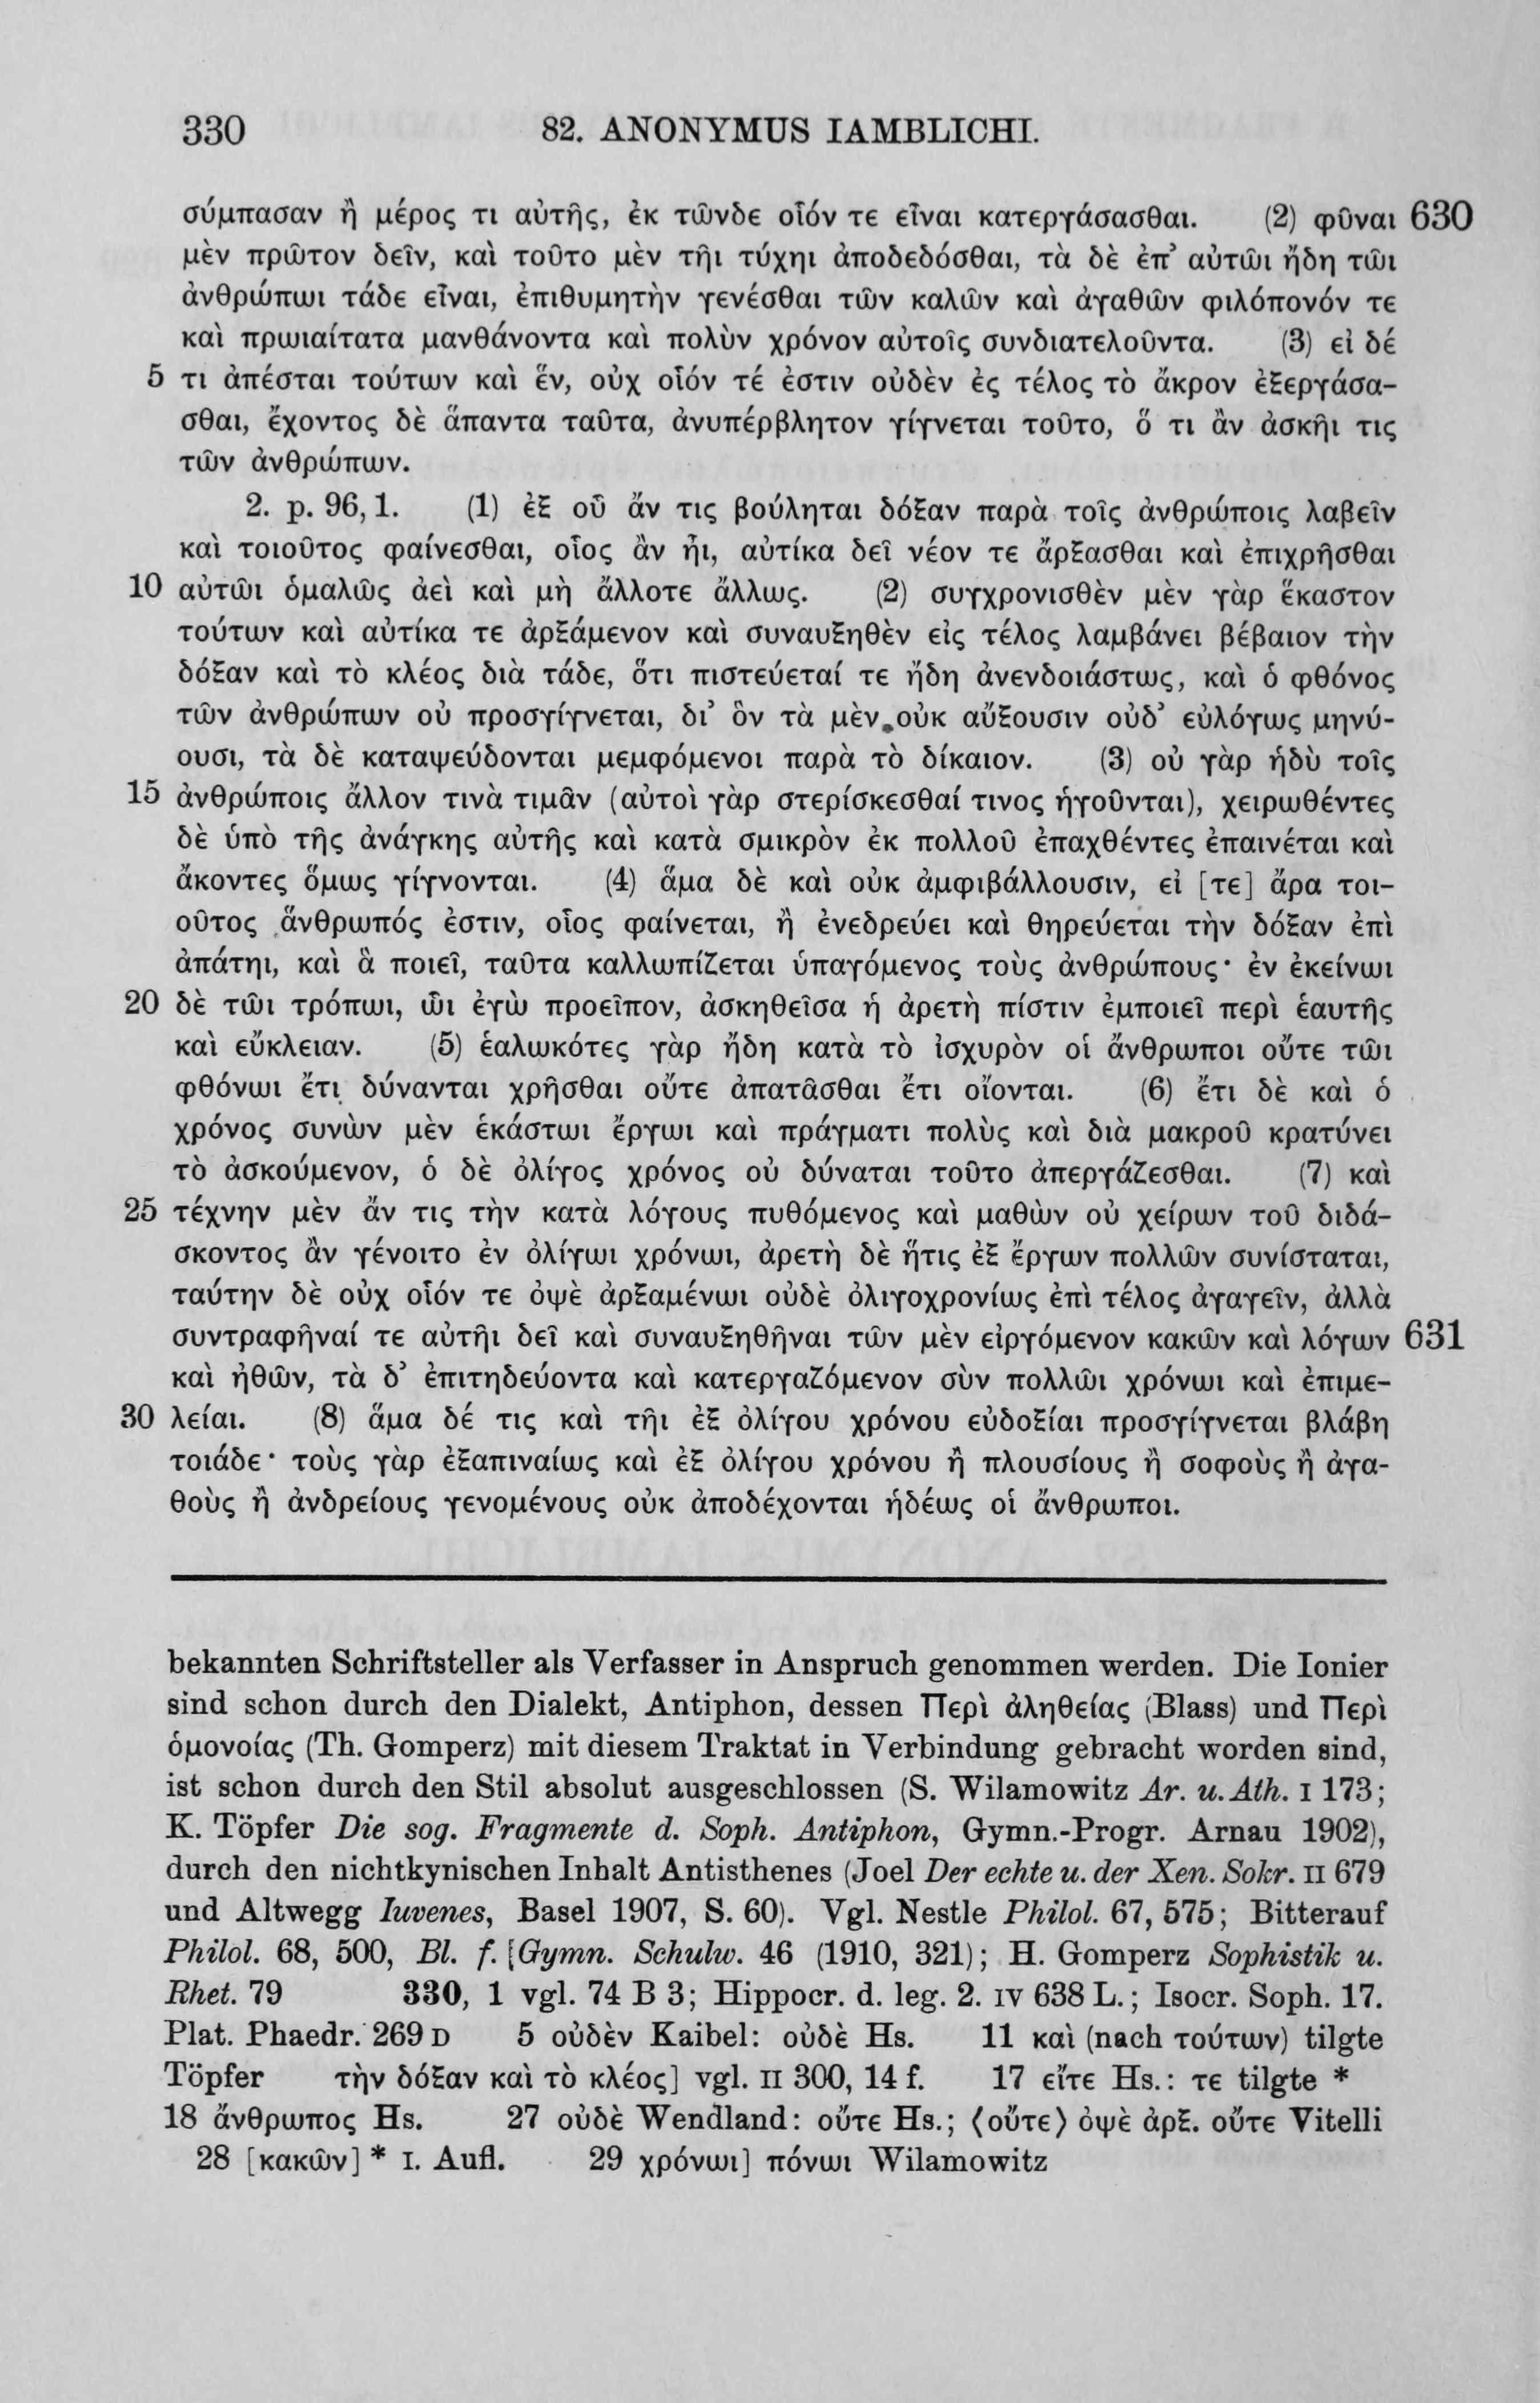 330 82. ANONYMUS IAMBLICHI.
σύμπασαν ἢ μέρος τι αὐτῆς, ἐκ τῶνδε οἷόν τε εἶναι κατεργάσασθαι. (2) φῦναι 630
μὲν πρῶτον δεῖν, καὶ τοῦτο μὲν τῆι τύχηι ἀποδεδόσθαι, τὰ δὲ ἐπ’ αὐτῶι ἤδη τῶι
ἀνθρώπωι τάδε εἶναι, ἐπιθυμητὴν γενέσθαι τῶν καλῶν καὶ ἀγαθῶν φιλόπονόν τε
καὶ πρωιαίτατα μανθάνοντα καὶ πολὺν χρόνον αὐτοῖς συνδιατελοῦντα. (3) εἰ δέ
5 τι ἀπέσται τούτων καὶ ἕν, οὐχ οἷόν τέ ἐστιν οὐδὲν ἐς τέλος τὸ ἄκρον ἐξεργάσα-
σθαι, ἔχοντος δὲ ἅπαντα ταῦτα, ἀνυπέρβλητον γίγνεται τοῦτο, ὅ τι ἂν ἀσκῆι τις
τῶν ἀνθρώπων.
2. p. 96, 1. (1) ἐξ οὗ ἄν τις βούληται δόξαν παρὰ τοῖς ἀνθρώποις λαβεῖν
καὶ τοιοῦτος φαίνεσθαι, οἷος ἂν ἦι, αὐτίκα δεῖ νέον τε ἄρξασθαι καὶ ἐπιχρῆσθαι
10 αὐτῶι ὁμαλῶς ἀεὶ καὶ μὴ ἄλλοτε ἄλλως. (2) συγχρονισθὲν μὲν γὰρ ἕκαστον
τούτων καὶ αὐτίκα τε ἀρξάμενον καὶ συναυξηθὲν εἰς τέλος λαμβάνει βέβαιον τὴν
δόξαν καὶ τὸ κλέος διὰ τάδε, ὅτι πιστεύεταί τε ἤδη ἀνενδοιάστως, καὶ ὁ φθόνος
τῶν ἀνθρώπων οὐ προσγίγνεται, δι’ ὃν τὰ μὲν οὐκ αὔξουσιν οὐδ’ εὐλόγως μηνύ-
ουσι, τὰ δὲ καταψεύδονται μεμφόμενοι παρὰ τὸ δίκαιον. (3) οὐ γὰρ ἡδὺ τοῖς
15 ἀνθρώποις ἄλλον τινὰ τιμᾶν (αὐτοὶ γὰρ στερίσκεσθαί τινος ἡγοῦνται), χειρωθέντες
δὲ ὑπὸ τῆς ἀνάγκης αὐτῆς καὶ κατὰ σμικρὸν ἐκ πολλοῦ ἐπαχθέντες ἐπαινέται καὶ
ἄκοντες ὅμως γίγνονται. (4) ἅμα δὲ καὶ οὐκ ἀμφιβάλλουσιν, εἰ [τε] ἄρα τοι-
οῦτος ἅνθρωπός ἐστιν, οἷος φαίνεται, ἢ ἐνεδρεύει καὶ θηρεύεται τὴν δόξαν ἐπὶ
ἀπάτηι, καὶ ἃ ποιεῖ, ταῦτα καλλωπίζεται ὑπαγόμενος τοὺς ἀνθρώπους· ἐν ἐκείνωι
20 δὲ τῶι τρόπωι, ὧι ἐγὼ προεῖπον, ἀσκηθεῖσα ἡ ἀρετὴ πίστιν ἐμποιεῖ περὶ ἑαυτῆς
καὶ εὔκλειαν. (5) ἑαλωκότες γὰρ ἤδη κατὰ τὸ ἰσχυρὸν οἱ ἄνθρωποι οὔτε τῶι
φθόνωι ἔτι δύνανται χρῆσθαι οὔτε ἀπατᾶσθαι ἔτι οἴονται. (6) ἔτι δὲ καὶ ὁ
χρόνος συνὼν μὲν ἑκάστωι ἔργωι καὶ πράγματι πολὺς καὶ διὰ μακροῦ κρατύνει
τὸ ἀσκούμενον, ὁ δὲ ὀλίγος χρόνος οὐ δύναται τοῦτο ἀπεργάζεσθαι. (7) καὶ
25 τέχνην μὲν ἄν τις τὴν κατὰ λόγους πυθόμενος καὶ μαθὼν οὐ χείρων τοῦ διδά-
σκοντος ἂν γένοιτο ἐν ὀλίγωι χρόνωι, ἀρετὴ δὲ ἥτις ἐξ ἔργων πολλῶν συνίσταται,
ταύτην δὲ οὐχ οἷόν τε ὀψὲ ἀρξαμένωι οὐδὲ ὀλιγοχρονίως ἐπὶ τέλος ἀγαγεῖν, ἀλλὰ
συντραφῆναί τε αὐτῆι δεῖ καὶ συναυξηθῆναι τῶν μὲν εἰργόμενον κακῶν καὶ λόγων 631
καὶ ἠθῶν, τὰ δ’ ἐπιτηδεύοντα καὶ κατεργαζόμενον σὺν πολλῶι χρόνωι καὶ ἐπιμε-
30 λείαι. (8) ἅμα δέ τις καὶ τῆι ἐξ ὀλίγου χρόνου εὐδοξίαι προσγίγνεται βλάβη
τοιάδε· τοὺς γὰρ ἐξαπιναίως καὶ ἐξ ὀλίγου χρόνου ἢ πλουσίους ἢ σοφοὺς ἢ ἀγα-
θοὺς ἢ ἀνδρείους γενομένους οὐκ ἀποδέχονται ἡδέως οἱ ἄνθρωποι.
bekannten Schriftsteller als Verfasser in Anspruch genommen werden. Die Ionier
sind schon durch den Dialekt, Antiphon, dessen Περὶ ἀληθείας (Blass) und Περὶ
ὁμονοίας (Th. Gomperz) mit diesem Traktat in Verbindung gebracht worden sind,
ist schon durch den Stil absolut ausgeschlossen (S. Wilamowitz Ar. u. Ath. I 173;
K. Töpfer Die sog. Fragmente d. Soph. Antiphon, Gymn.-Progr. Arnau 1902),
durch den nichtkynischen Inhalt Antisthenes (Joel Der echte u. der Xen. Sokr. II 679
und Altwegg Iuvenes, Basel 1907, S. 60). Vgl. Nestle Philol. 67, 575; Bitterauf
Philol. 68, 500, Bl. f. [Gymn. Schulw. 46 (1910, 321); H. Gomperz Sophistik u.
Rhet. 79 330, 1 vgl. 74 B 3; Hippocr. d. leg. 2. IV 638 L.; Isocr. Soph. 17.
Plat. Phaedr. 269 D 5 οὐδὲν Kaibel: οὐδὲ Hs. 11 καὶ (nach τούτων) tilgte
Töpfer τὴν δόξαν καὶ τὸ κλέος] vgl. II 300, 14 f. 17 εἴτε Hs.: τε tilgte *
18 ἄνθρωπος Hs. 27 οὐδὲ Wendland: οὔτε Hs.; ⟨οὔτε⟩ ὀψὲ ἀρξ. οὔτε Vitelli
28 [κακῶν] * I. Aufl. 29 χρόνωι] πόνωι Wilamowitz